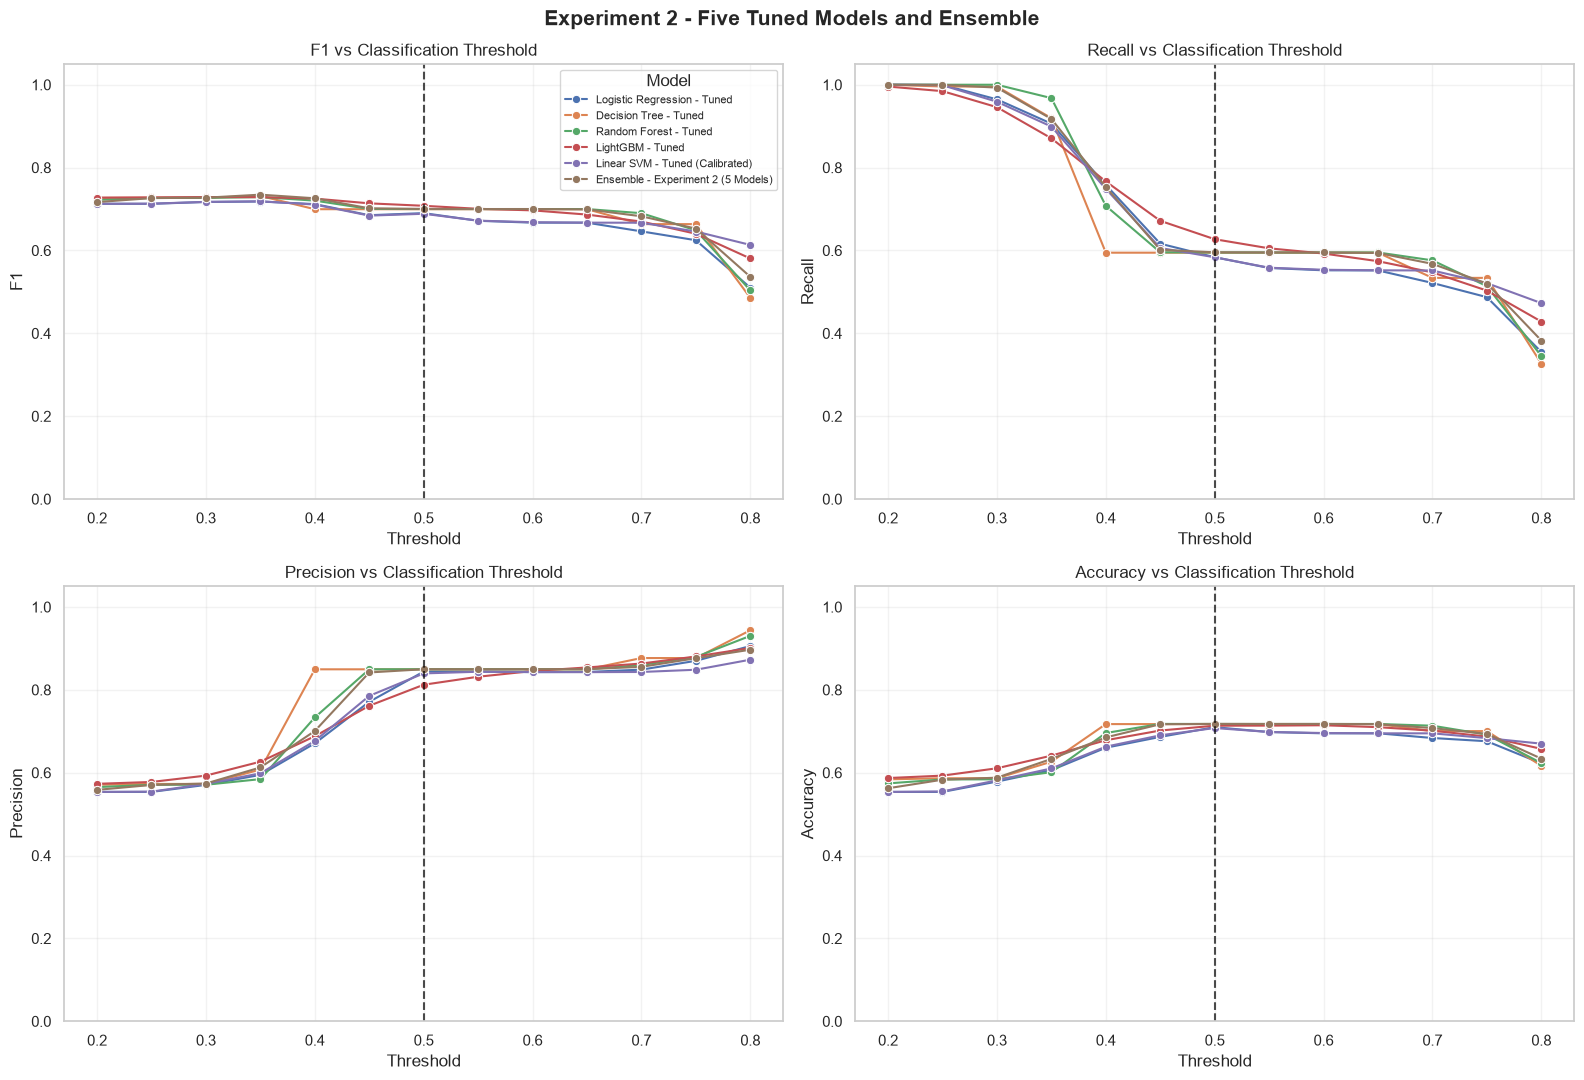 Experiment 2 - Five Tuned Models and Ensemble
F1 vs Classification Threshold
1.0
0.8
0.6
0.4
0.2
0.0
F1
0.2 0.3 0.4 0.5 0.6 0.7 0.8
Threshold
Model
Logistic Regression - Tuned
Decision Tree - Tuned
Random Forest - Tuned
LightGBM - Tuned
Linear SVM - Tuned (Calibrated)
Ensemble - Experiment 2 (5 Models)
Recall vs Classification Threshold
1.0
0.8
0.6
0.4
0.2
0.0
Recall
0.2 0.3 0.4 0.5 0.6 0.7 0.8
Threshold
Precision vs Classification Threshold
1.0
0.8
0.6
0.4
0.2
0.0
Precision
0.2 0.3 0.4 0.5 0.6 0.7 0.8
Threshold
Accuracy vs Classification Threshold
1.0
0.8
0.6
0.4
0.2
0.0
Accuracy
0.2 0.3 0.4 0.5 0.6 0.7 0.8
Threshold